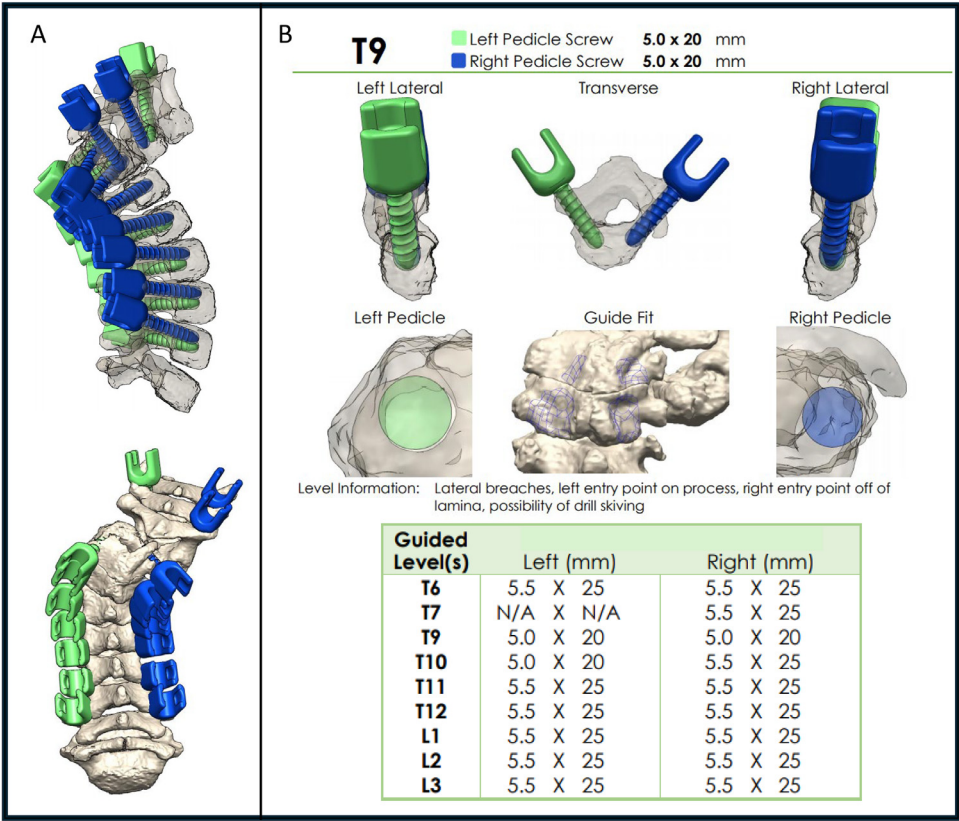 A
B
T9
Left Pedicle Screw 5.0 x 20 mm
Right Pedicle Screw 5.0 x 20 mm
Left Lateral Transverse Right Lateral
Left Pedicle Guide Fit Right Pedicle
Level Information: Lateral breaches, left entry point on process, right entry point off of
lamina, possibility of drill skiving
Guided
Level(s) Left (mm) Right (mm)
T6 5.5 X 25 5.5 X 25
T7 N/A X N/A 5.5 X 25
T9 5.0 X 20 5.0 X 20
T10 5.0 X 20 5.5 X 25
T11 5.5 X 25 5.5 X 25
T12 5.5 X 25 5.5 X 25
L1 5.5 X 25 5.5 X 25
L2 5.5 X 25 5.5 X 25
L3 5.5 X 25 5.5 X 25